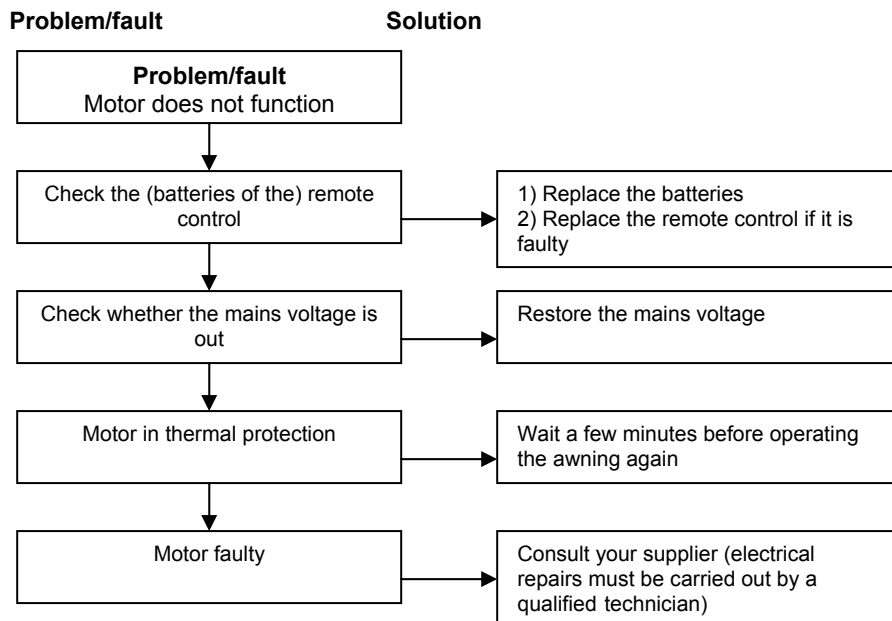 Problem/fault
Solution
Problem/fault
Motor does not function
Check the (batteries of the) remote
control
1) Replace the batteries
2) Replace the remote control if it is
faulty
Check whether the mains voltage is
out
Restore the mains voltage
Motor in thermal protection
Wait a few minutes before operating
the awning again
Motor faulty
Consult your supplier (electrical
repairs must be carried out by a
qualified technician)